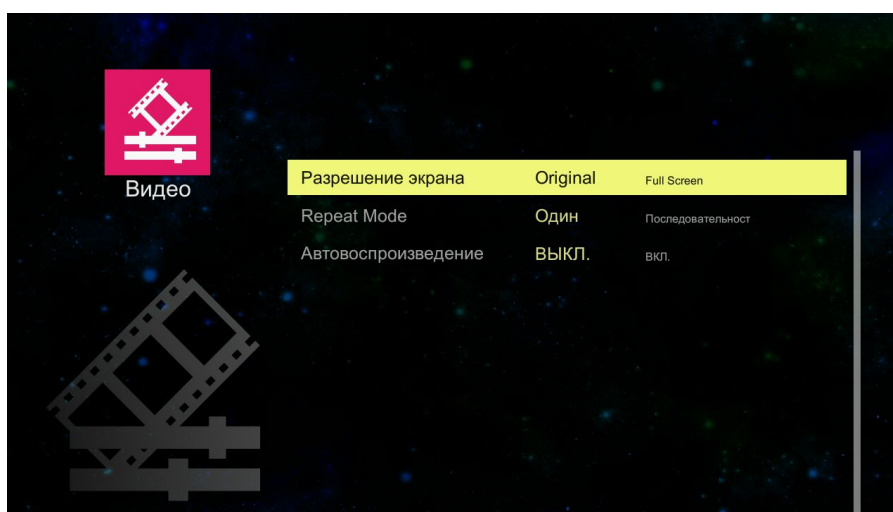 Видео
Разрешение экрана Original Full Screen
Repeat Mode Один Последовательност
Автовоспроизведение ВЫКЛ. ВКЛ.